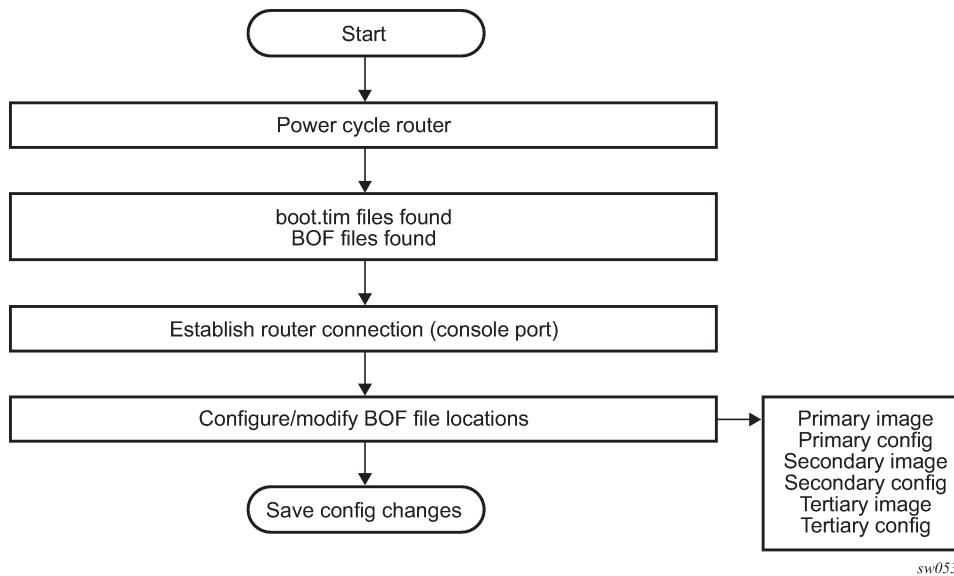 Start
Power cycle router
boot.tim files found
BOF files found
Establish router connection (console port)
Configure/modify BOF file locations
Primary image
Primary config
Secondary image
Secondary config
Tertiary image
Tertiary config
Save config changes
sw053